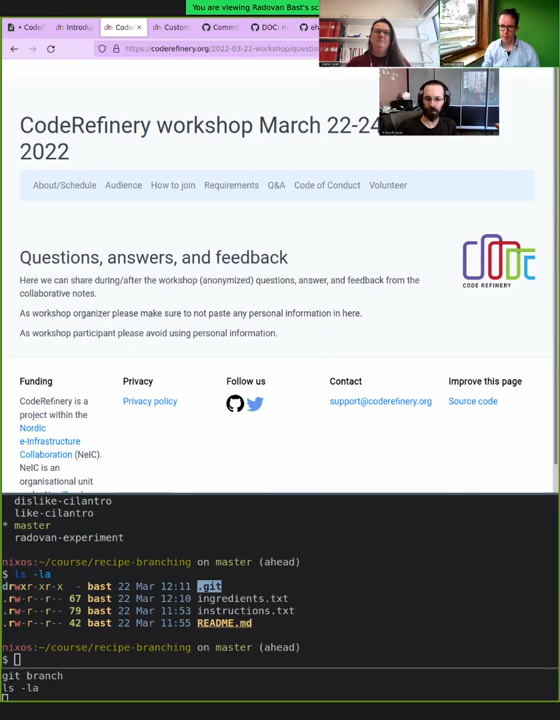 You are viewing Radovan Bast's sc
CodeR
Introdu
Code
Custom
Commi
DOC: m
eh
https://coderefinery.org/2022-03-22-workshop/questio
CodeRefinery workshop March 22-24
2022
About/Schedule Audience How to join Requirements Q&A Code of Conduct Volunteer
Questions, answers, and feedback
Here we can share during/after the workshop (anonymized) questions, answer, and feedback from the
collaborative notes.
As workshop organizer please make sure to not paste any personal information in here.
As workshop participant please avoid using personal information.
CODE REFINERY
Funding
CodeRefinery is a
project within the
Nordic
e-Infrastructure
Collaboration (NeIC).
NeIC is an
organisational unit
Privacy
Privacy policy
Follow us
Contact
support@coderefinery.org
Improve this page
Source code
dislike-cilantro
like-cilantro
* master
radovan-experiment
nixos:~/course/recipe-branching on master (ahead)
$ ls -la
drwxr-xr-x - bast 22 Mar 12:11 .git
.rw-r--r-- 67 bast 22 Mar 12:10 ingredients.txt
.rw-r--r-- 79 bast 22 Mar 11:53 instructions.txt
.rw-r--r-- 42 bast 22 Mar 11:55 README.md
nixos:~/course/recipe-branching on master (ahead)
$
git branch
ls -la